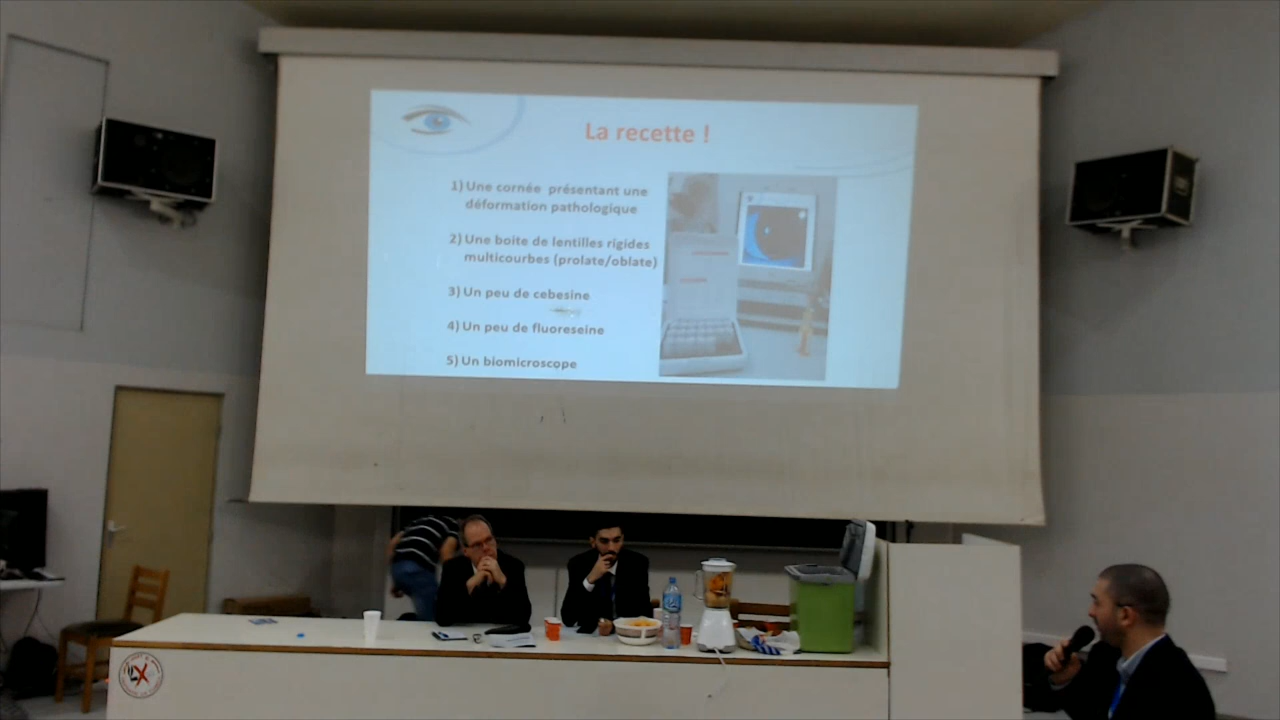 La recette !
1) Une cornée présentant une
déformation pathologique
2) Une boite de lentilles rigides
multicourbes (prolate/oblate)
3) Un peu de cebesine
4) Un peu de fluoreseine
5) Un biomicroscope